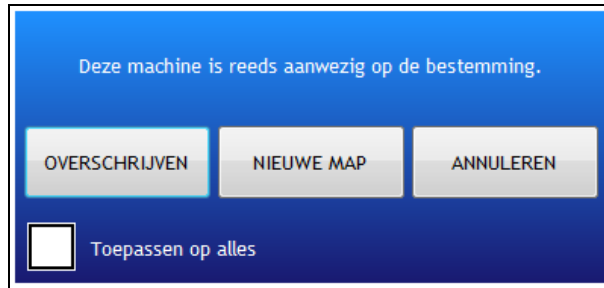 Deze machine is reeds aanwezig op de bestemming.
OVERSCHRIJVEN NIEUWE MAP ANNULEREN
Toepassen op alles